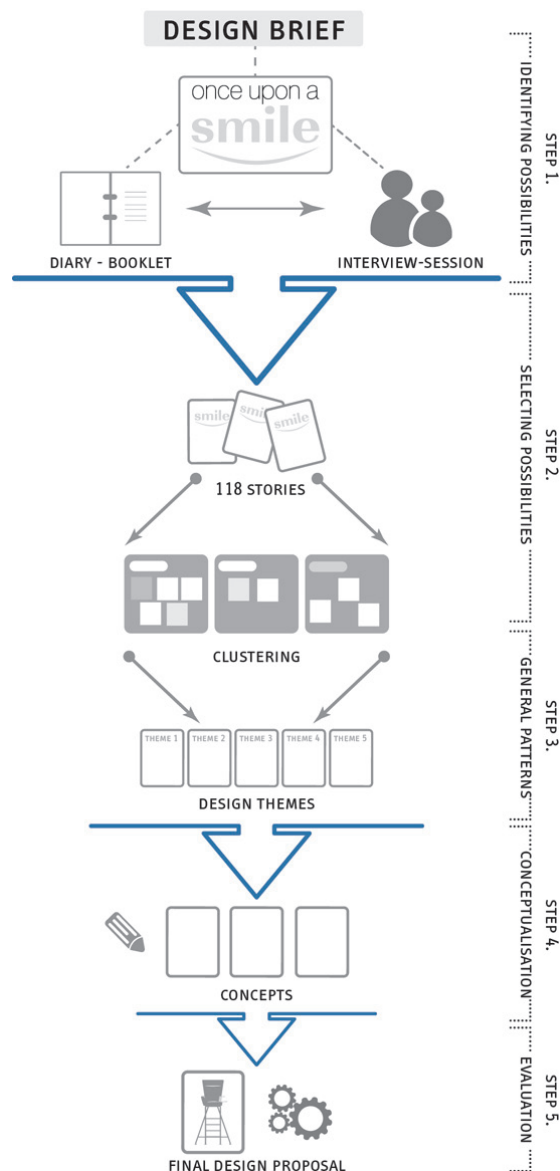 DESIGN BRIEF
once upon a
smile
DIARY - BOOKLET
INTERVIEW-SESSION
STEP 1.
IDENTIFYING POSSIBILITIES
smile
smile
smile
118 STORIES
CLUSTERING
STEP 2.
SELECTING POSSIBILITIES
THEME 1
THEME 2
THEME 3
THEME 4
THEME 5
DESIGN THEMES
STEP 3.
GENERAL PATTERNS
CONCEPTS
STEP 4.
CONCEPTUALISATION
FINAL DESIGN PROPOSAL
STEP 5.
EVALUATION